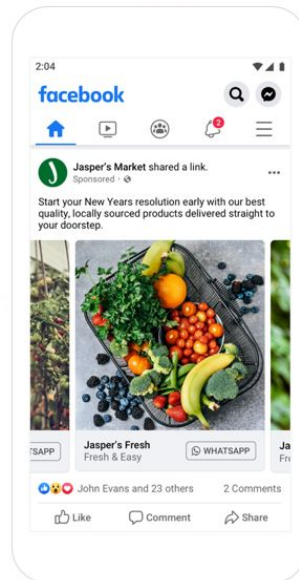 2:04
facebook
2
Jasper's Market shared a link.
Sponsored ·
Start your New Years resolution early with our best
quality, locally sourced products delivered straight to
your doorstep.
TSAPP
Jasper's Fresh
Fresh & Easy
WHATSAPP
Ja
Fre
John Evans and 23 others
2 Comments
Like
Comment
Share